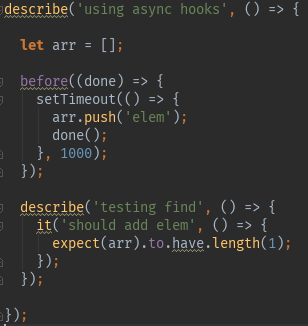 describe('using async hooks', () => {
let arr = [];
before((done) => {
setTimeout(() => {
arr.push('elem');
done();
}, 1000);
});
describe('testing find', () => {
it('should add elem', () => {
expect(arr).to.have.length(1);
});
});
});